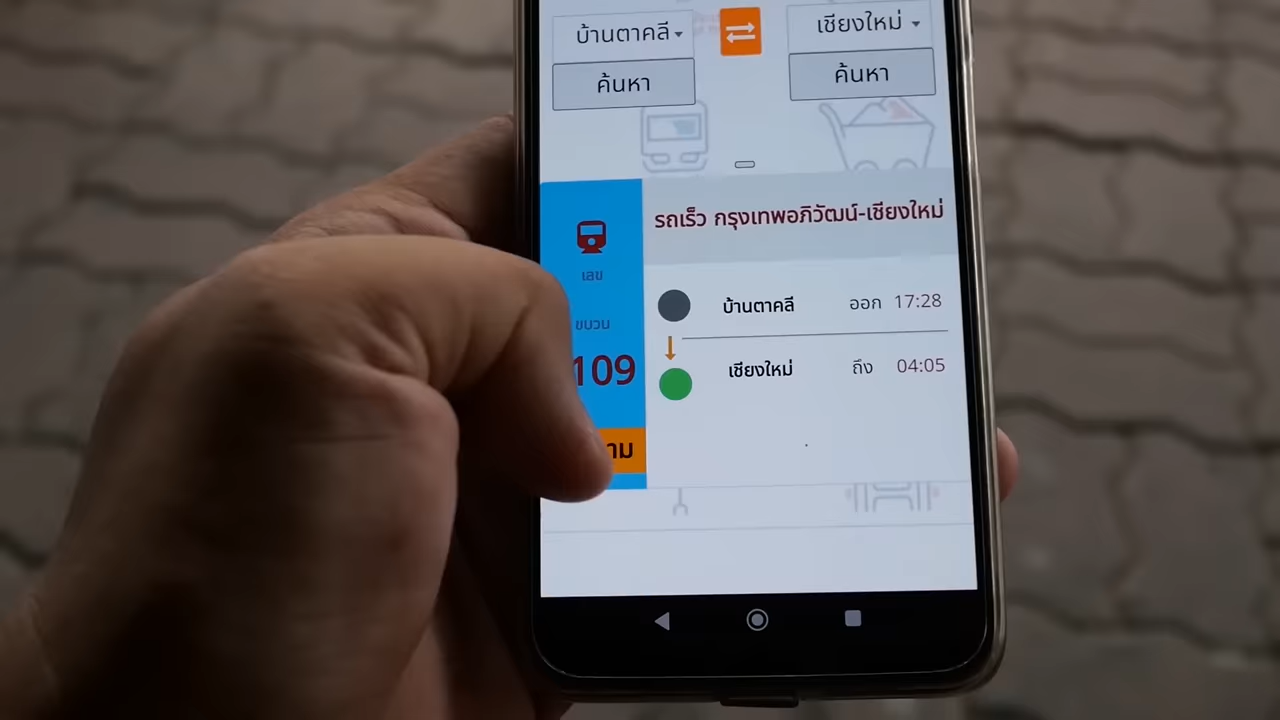 บ้านตาคลี
เชียงใหม่
ค้นหา
ค้นหา
รถเร็ว กรุงเทพอภิวัฒน์-เชียงใหม่
เลข
ขบวน
109
บ้านตาคลี ออก 17:28
เชียงใหม่ ถึง 04:05